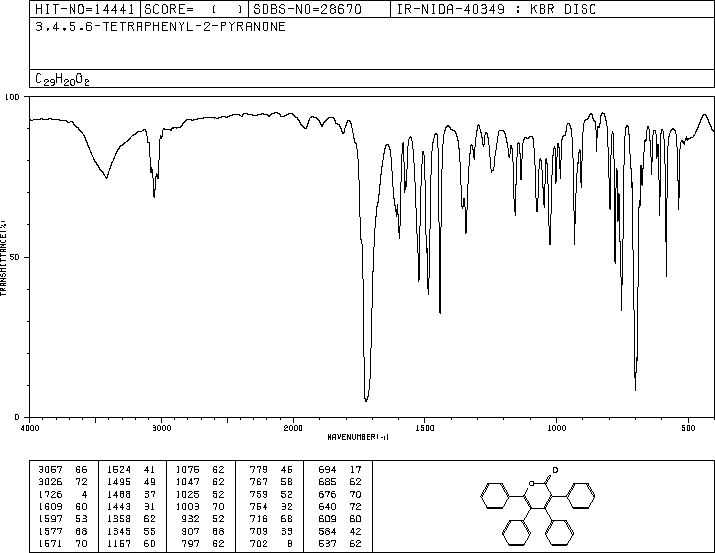 HIT-NO=14441 SCORE= ( ) SDBS-NO=28670 IR-NIDA-40349 : KBR DISC
3,4,5,6-TETRAPHENYL-2-PYRANONE
C29H20O2
100
50
0
TRANSMITTANCE(%)
4000 3000 2000 1500 1000 500
WAVENUMBER(-1)
3057 66 1524 41 1076 62 779 46 694 17
3026 72 1495 49 1047 62 767 58 685 62
1726 4 1488 37 1025 52 759 52 676 70
1609 60 1443 31 1003 70 754 32 640 72
1597 53 1358 62 932 52 716 68 609 60
1577 68 1345 55 907 68 709 39 584 42
1571 70 1157 60 797 62 702 8 537 62
O
O